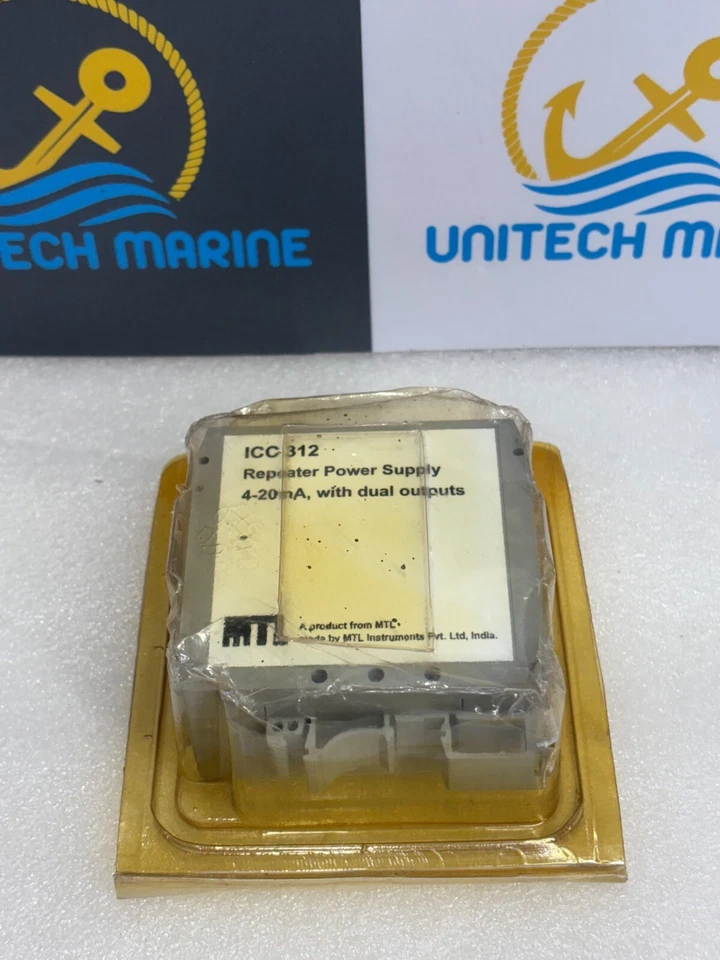 TECH MARINE
UNITECH M
ICC 312
Repeater Power Supply
4-20mA, with dual outputs
MTL
A product from MTL
made by MTL Instruments Pvt. Ltd, India.